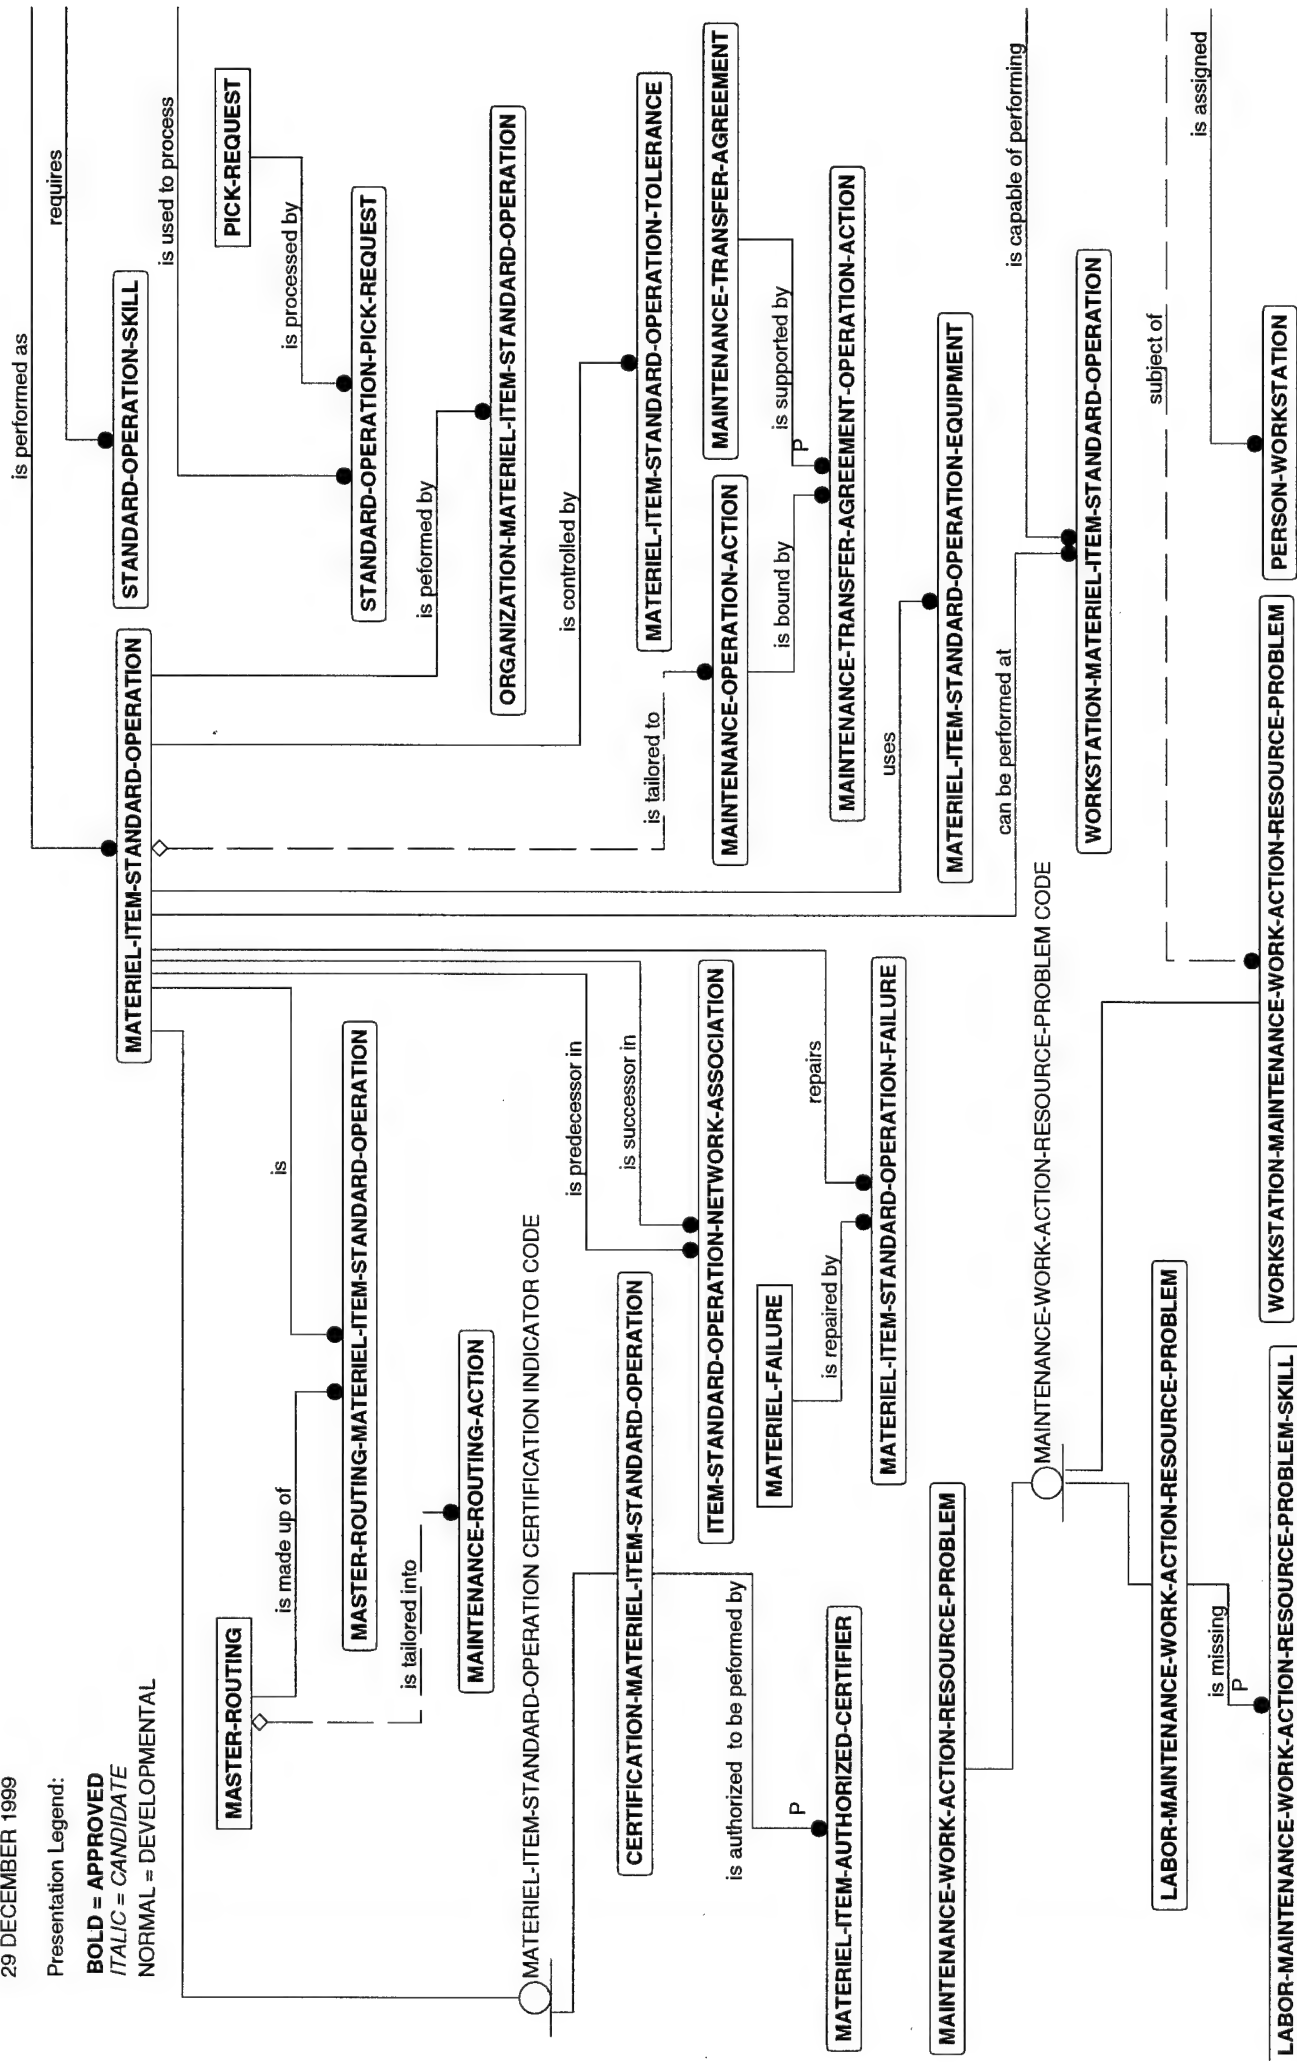 29 DECEMBER 1999
Presentation Legend:
BOLD = APPROVED
ITALIC = CANDIDATE
NORMAL = DEVELOPMENTAL
is performed as
requires
MATERIEL-ITEM-STANDARD-OPERATION
STANDARD-OPERATION-SKILL
is used to process
MASTER-ROUTING
PICK-REQUEST
is made up of
is
is processed by
MASTER-ROUTING-MATERIEL-ITEM-STANDARD-OPERATION
STANDARD-OPERATION-PICK-REQUEST
is tailored into
is peformed by
MAINTENANCE-ROUTING-ACTION
ORGANIZATION-MATERIEL-ITEM-STANDARD-OPERATION
MATERIEL-ITEM-STANDARD-OPERATION CERTIFICATION INDICATOR CODE
is predecessor in
is controlled by
CERTIFICATION-MATERIEL-ITEM-STANDARD-OPERATION
is successor in
is tailored to
MATERIEL-ITEM-STANDARD-OPERATION-TOLERANCE
ITEM-STANDARD-OPERATION-NETWORK-ASSOCIATION
MAINTENANCE-OPERATION-ACTION
MAINTENANCE-TRANSFER-AGREEMENT
is authorized to be peformed by
P
MATERIEL-FAILURE
is bound by
is supported by
P
repairs
is repaired by
MATERIEL-ITEM-AUTHORIZED-CERTIFIER
MAINTENANCE-TRANSFER-AGREEMENT-OPERATION-ACTION
MATERIEL-ITEM-STANDARD-OPERATION-FAILURE
uses
MAINTENANCE-WORK-ACTION-RESOURCE-PROBLEM
MATERIEL-ITEM-STANDARD-OPERATION-EQUIPMENT
can be performed at
is capable of performing
MAINTENANCE-WORK-ACTION-RESOURCE-PROBLEM CODE
WORKSTATION-MATERIEL-ITEM-STANDARD-OPERATION
LABOR-MAINTENANCE-WORK-ACTION-RESOURCE-PROBLEM
subject of
is missing
P
is assigned
LABOR-MAINTENANCE-WORK-ACTION-RESOURCE-PROBLEM-SKILL
WORKSTATION-MAINTENANCE-WORK-ACTION-RESOURCE-PROBLEM
PERSON-WORKSTATION